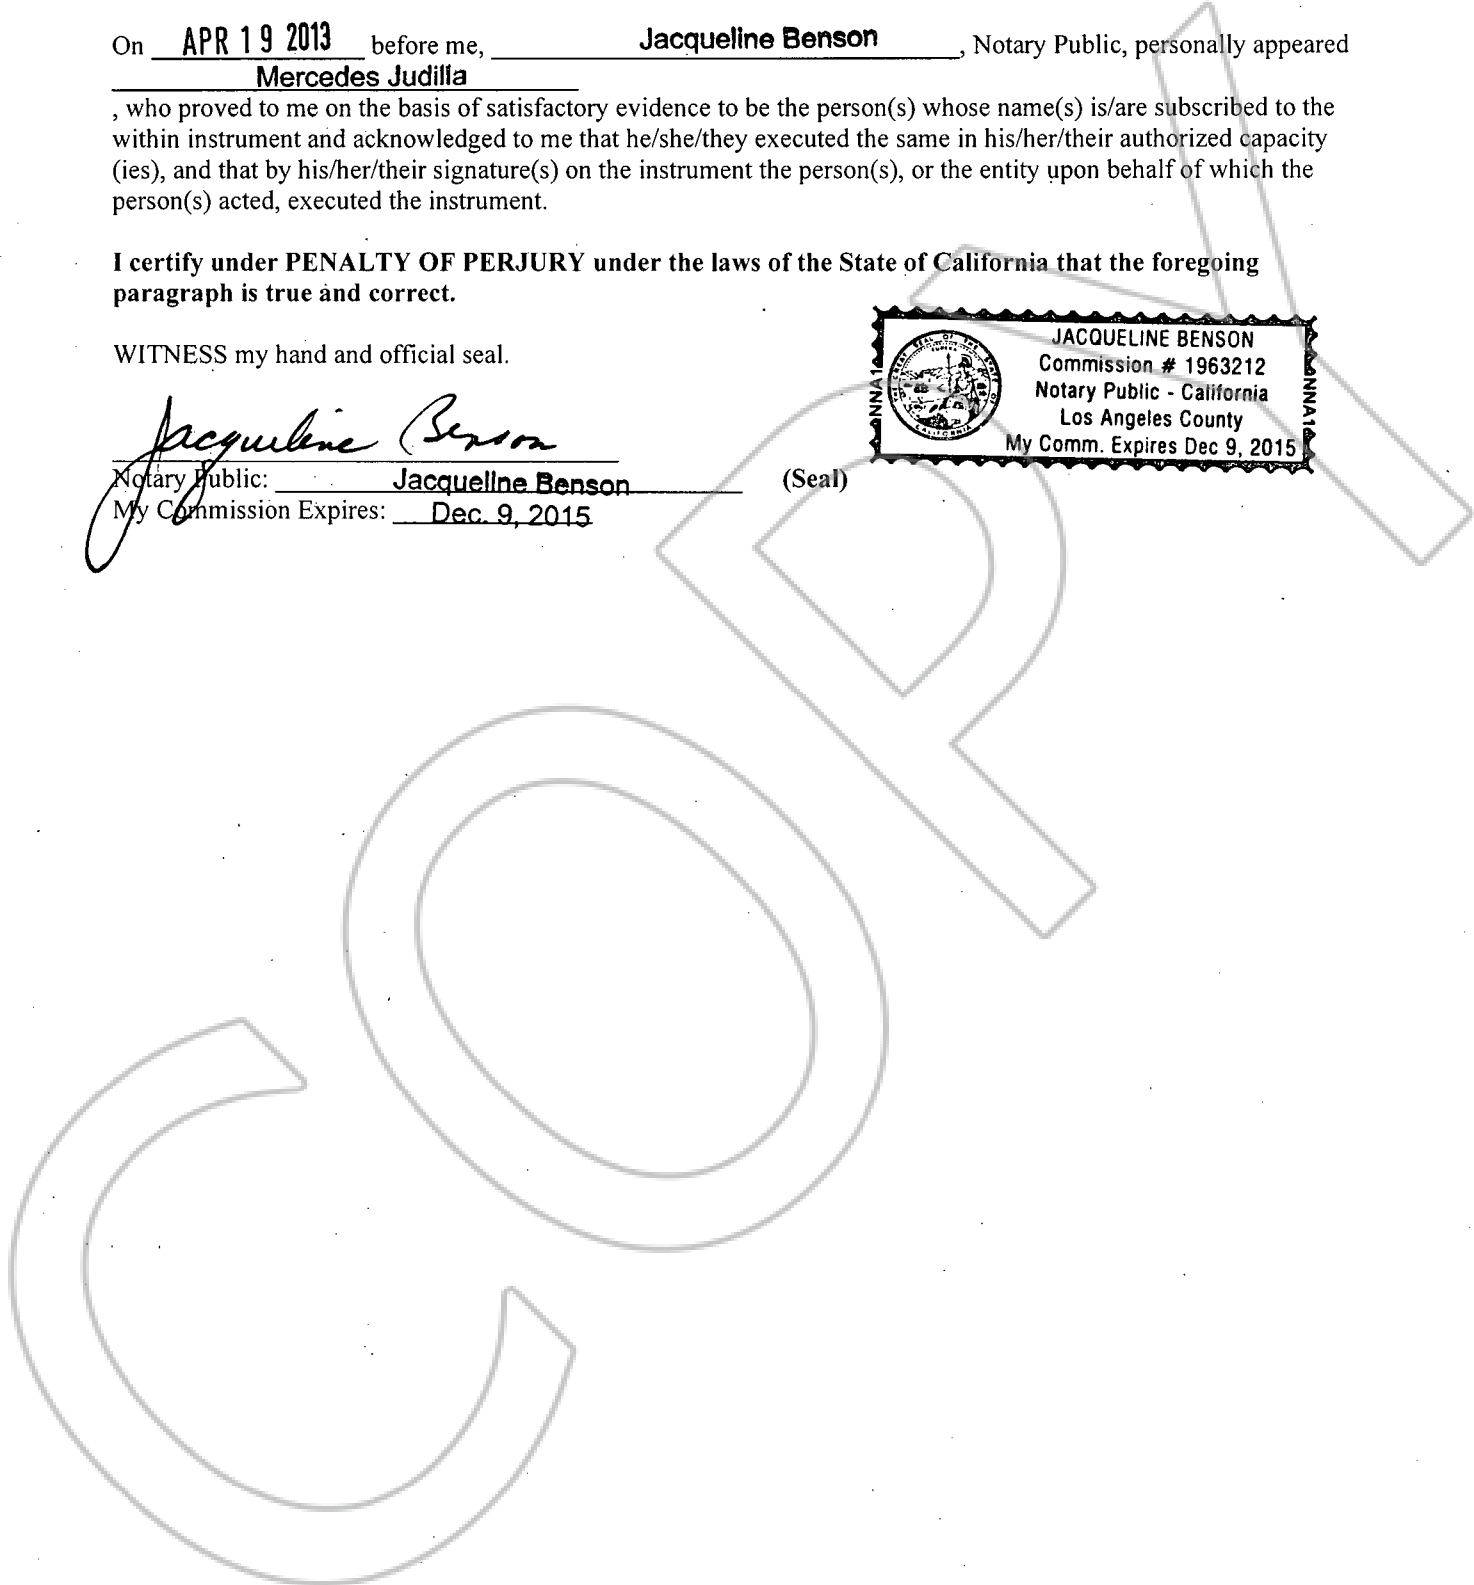 On APR 19 2013 before me, Jacqueline Benson, Notary Public, personally appeared
Mercedes Judilla
, who proved to me on the basis of satisfactory evidence to be the person(s) whose name(s) is/are subscribed to the
within instrument and acknowledged to me that he/she/they executed the same in his/her/their authorized capacity
(ies), and that by his/her/their signature(s) on the instrument the person(s), or the entity upon behalf of which the
person(s) acted, executed the instrument.
I certify under PENALTY OF PERJURY under the laws of the State of California that the foregoing
paragraph is true and correct.
WITNESS my hand and official seal.
Jacqueline Benson
Notary Public: Jacqueline Benson (Seal)
My Commission Expires: Dec. 9, 2015
JACQUELINE BENSON
Commission # 1963212
Notary Public - California
Los Angeles County
My Comm. Expires Dec 9, 2015
COPY